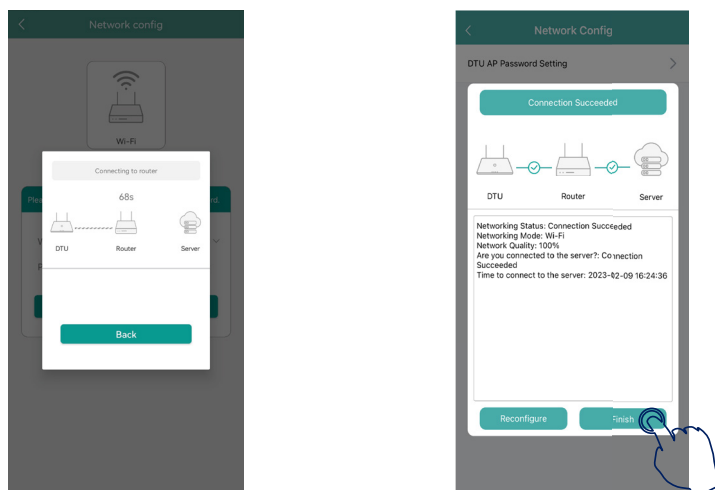 Network config
Wi-Fi
Connecting to router
68s
DTU Router Server
Back
Network Config
DTU AP Password Setting
Connection Succeeded
DTU Router Server
Networking Status: Connection Succeeded
Networking Mode: Wi-Fi
Network Quality: 100%
Are you connected to the server?: Connection
Succeeded
Time to connect to the server: 2023-02-09 16:24:36
Reconfigure Finish